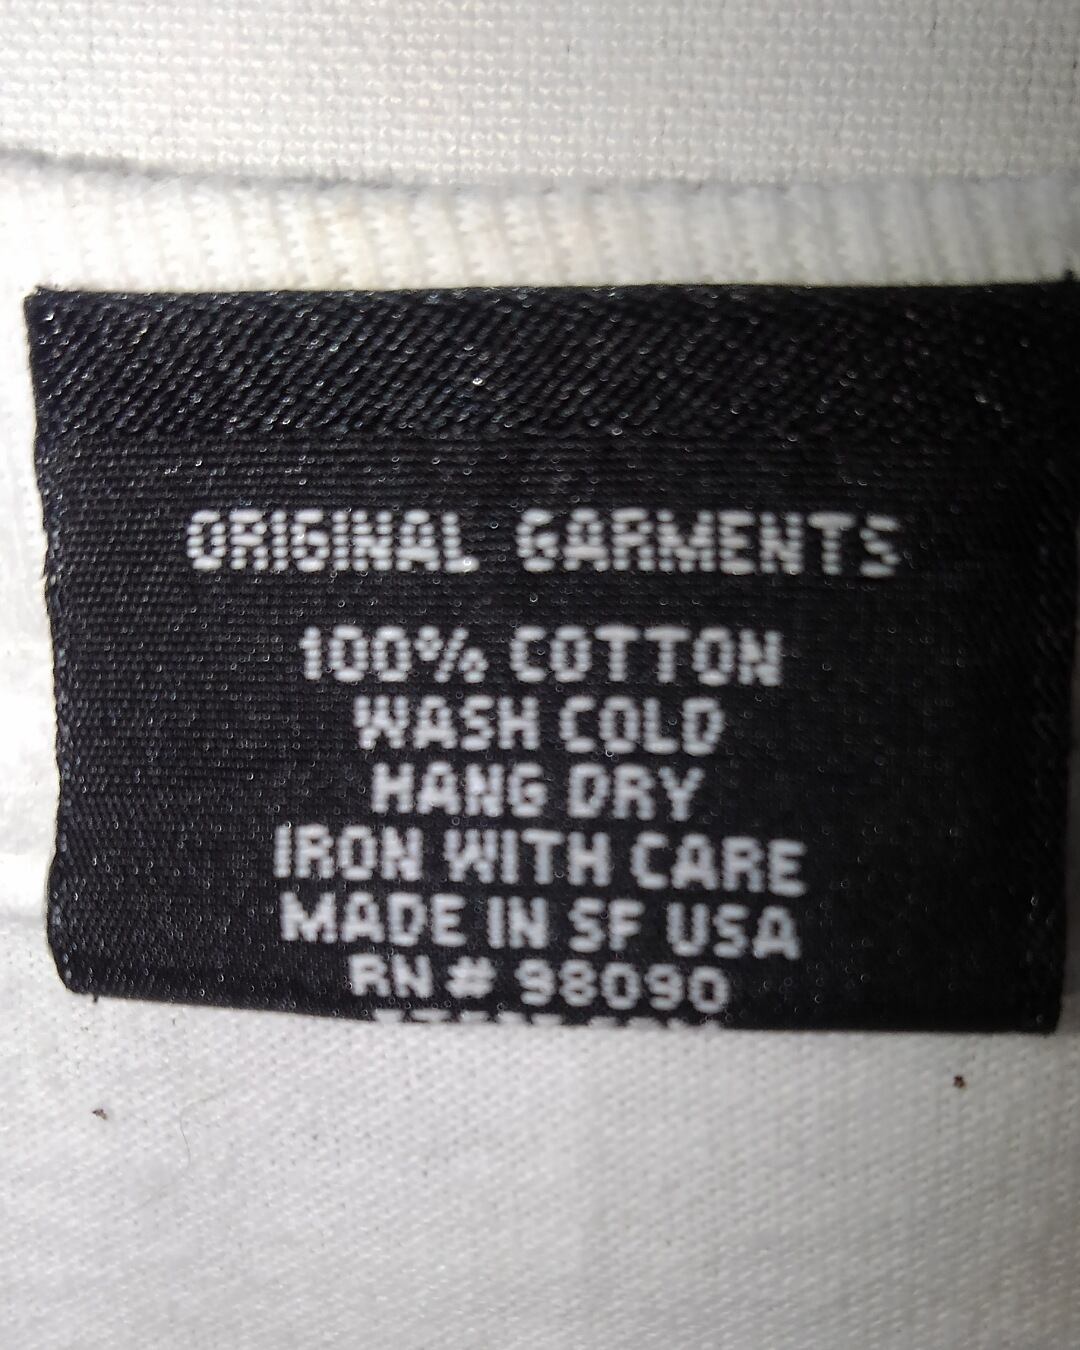 ORIGINAL GARMENTS
100% COTTON
WASH COLD
HANG DRY
IRON WITH CARE
MADE IN SF USA
RN # 98090